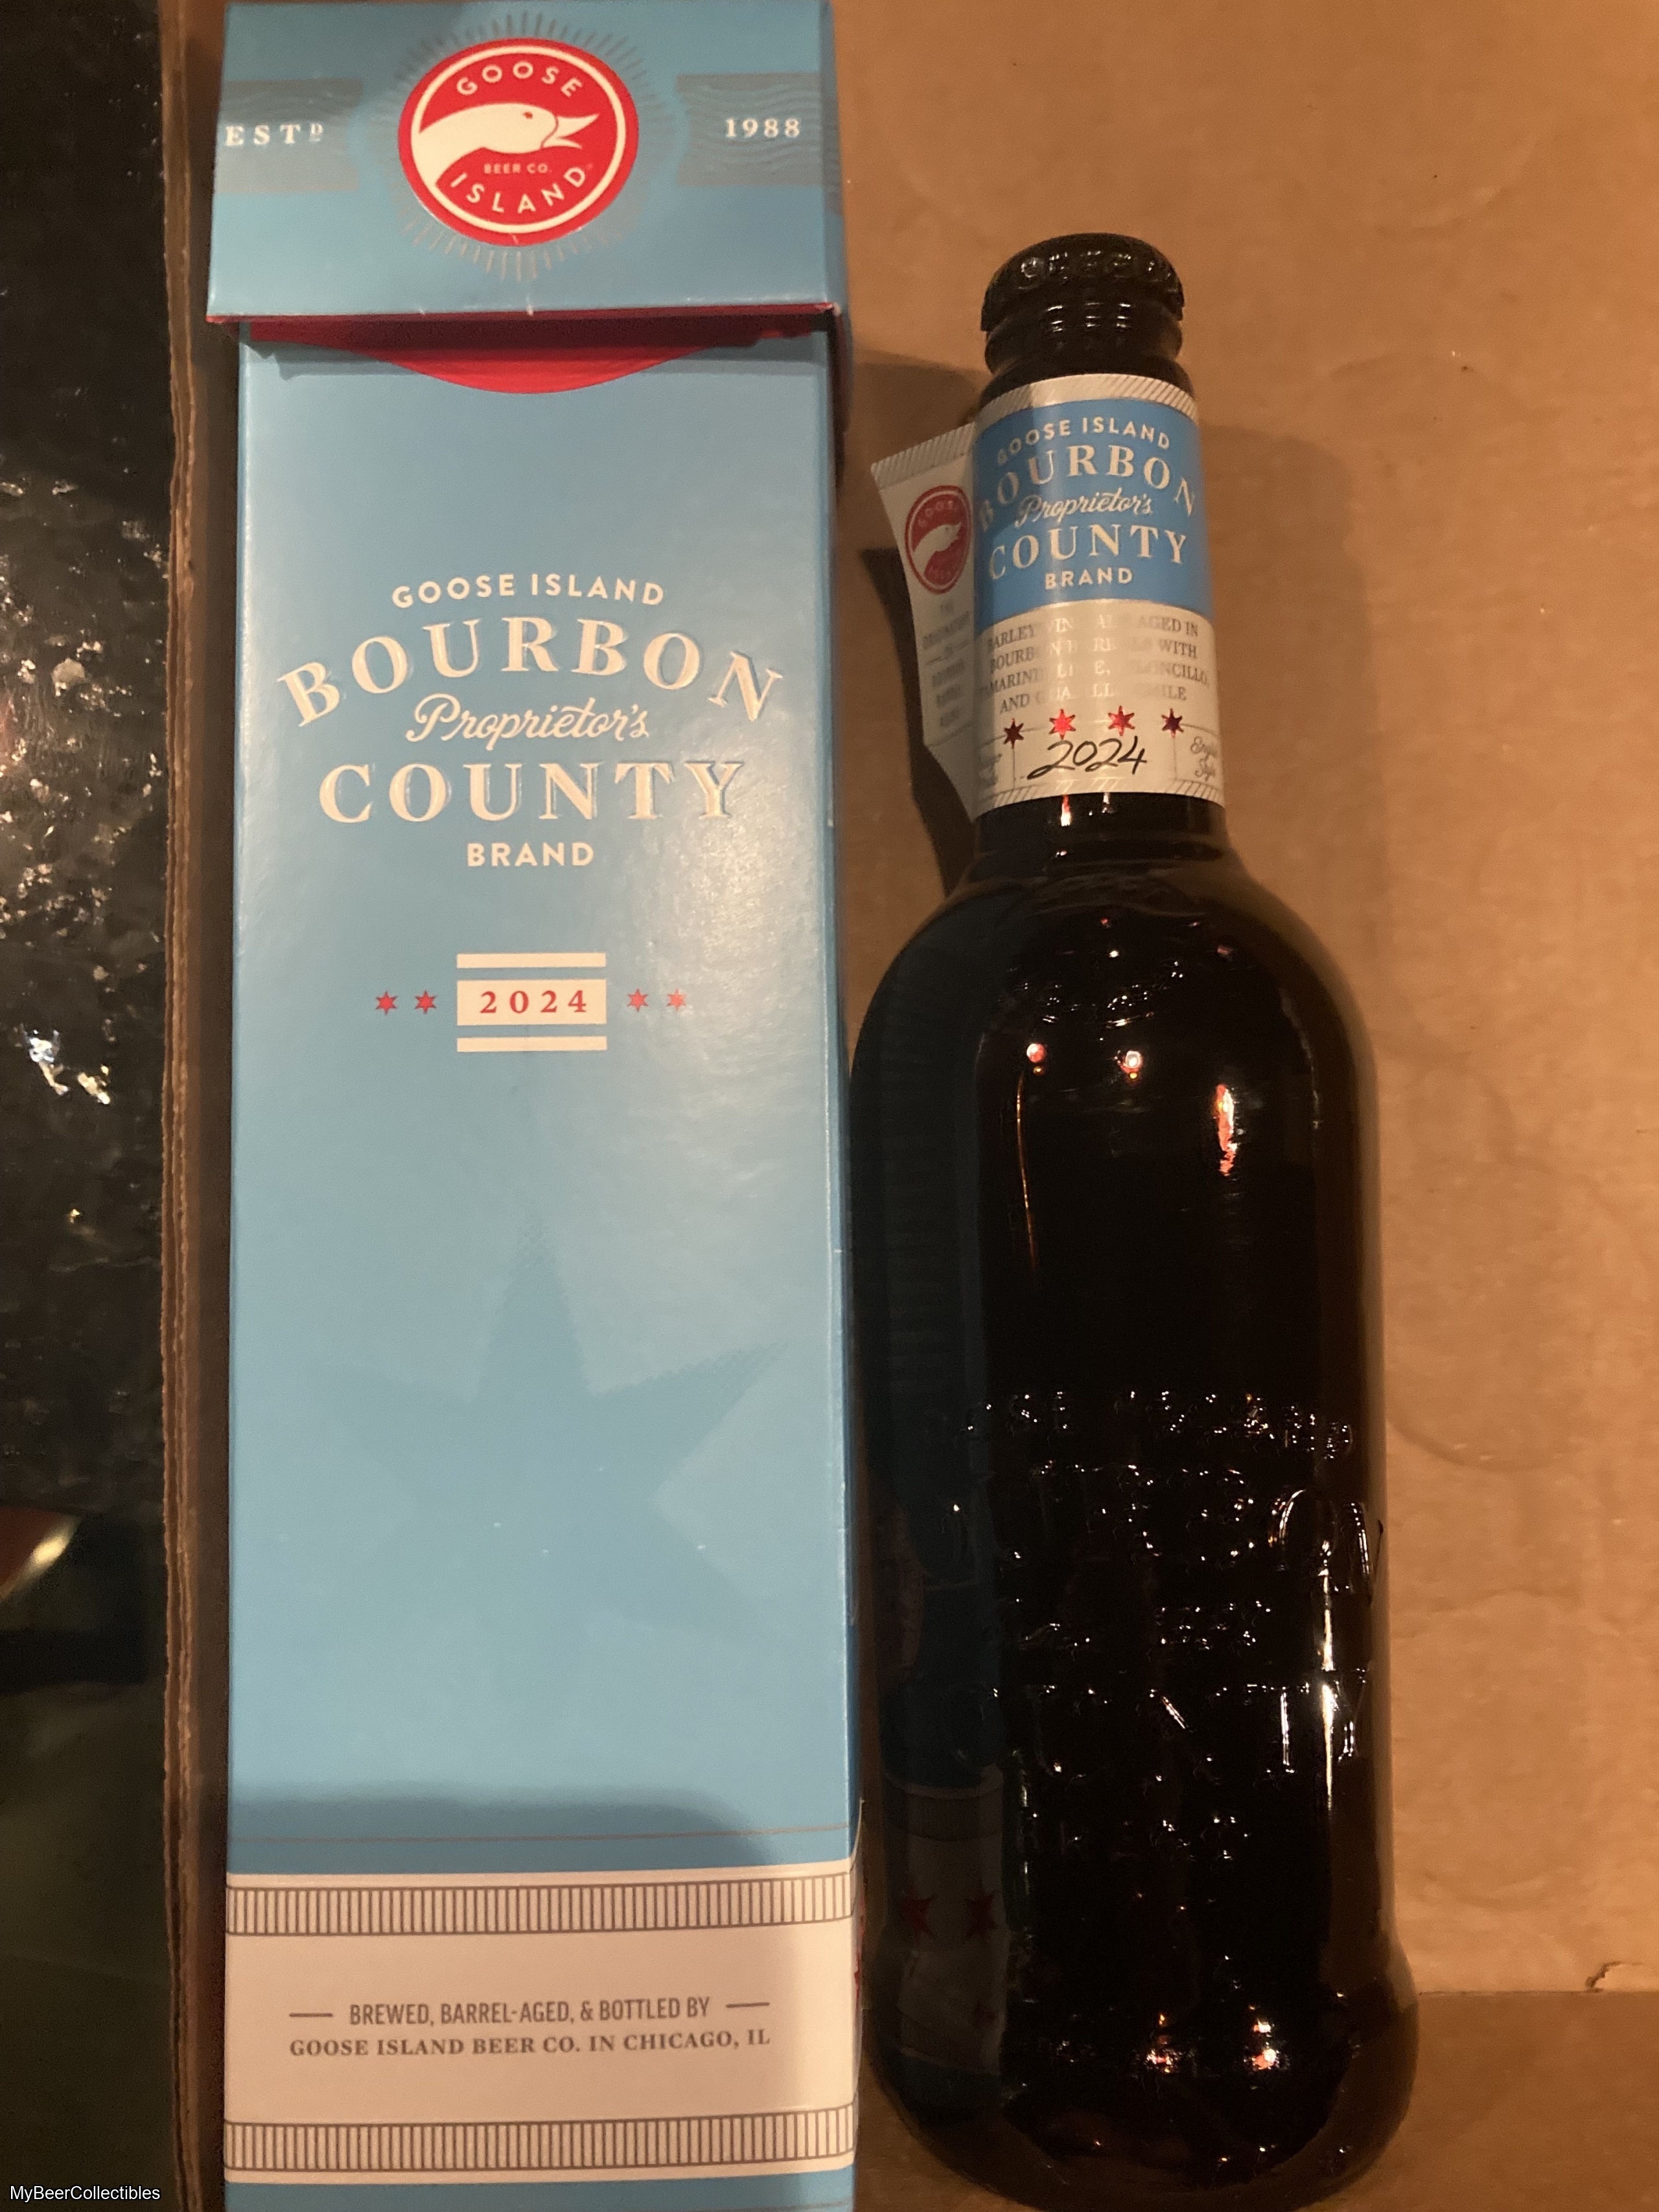 GOOSE
BEER CO.
ISLAND
ESTD
1988
GOOSE ISLAND
BOURBON
Proprietor's
COUNTY
BRAND
2024
BREWED, BARREL-AGED, & BOTTLED BY
GOOSE ISLAND BEER CO. IN CHICAGO, IL
GOOSE ISLAND
BOURBON
Proprietor's
COUNTY
BRAND
AGED IN
WITH
AND
2024
MyBeerCollectibles